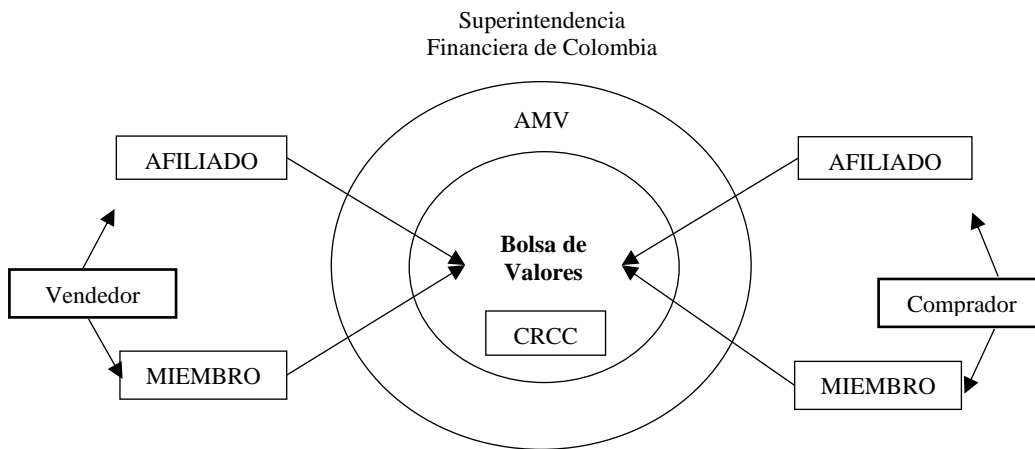 Superintendencia
Financiera de Colombia
AMV
AFILIADO
AFILIADO
Bolsa de
Valores
Vendedor
Comprador
CRCC
MIEMBRO
MIEMBRO